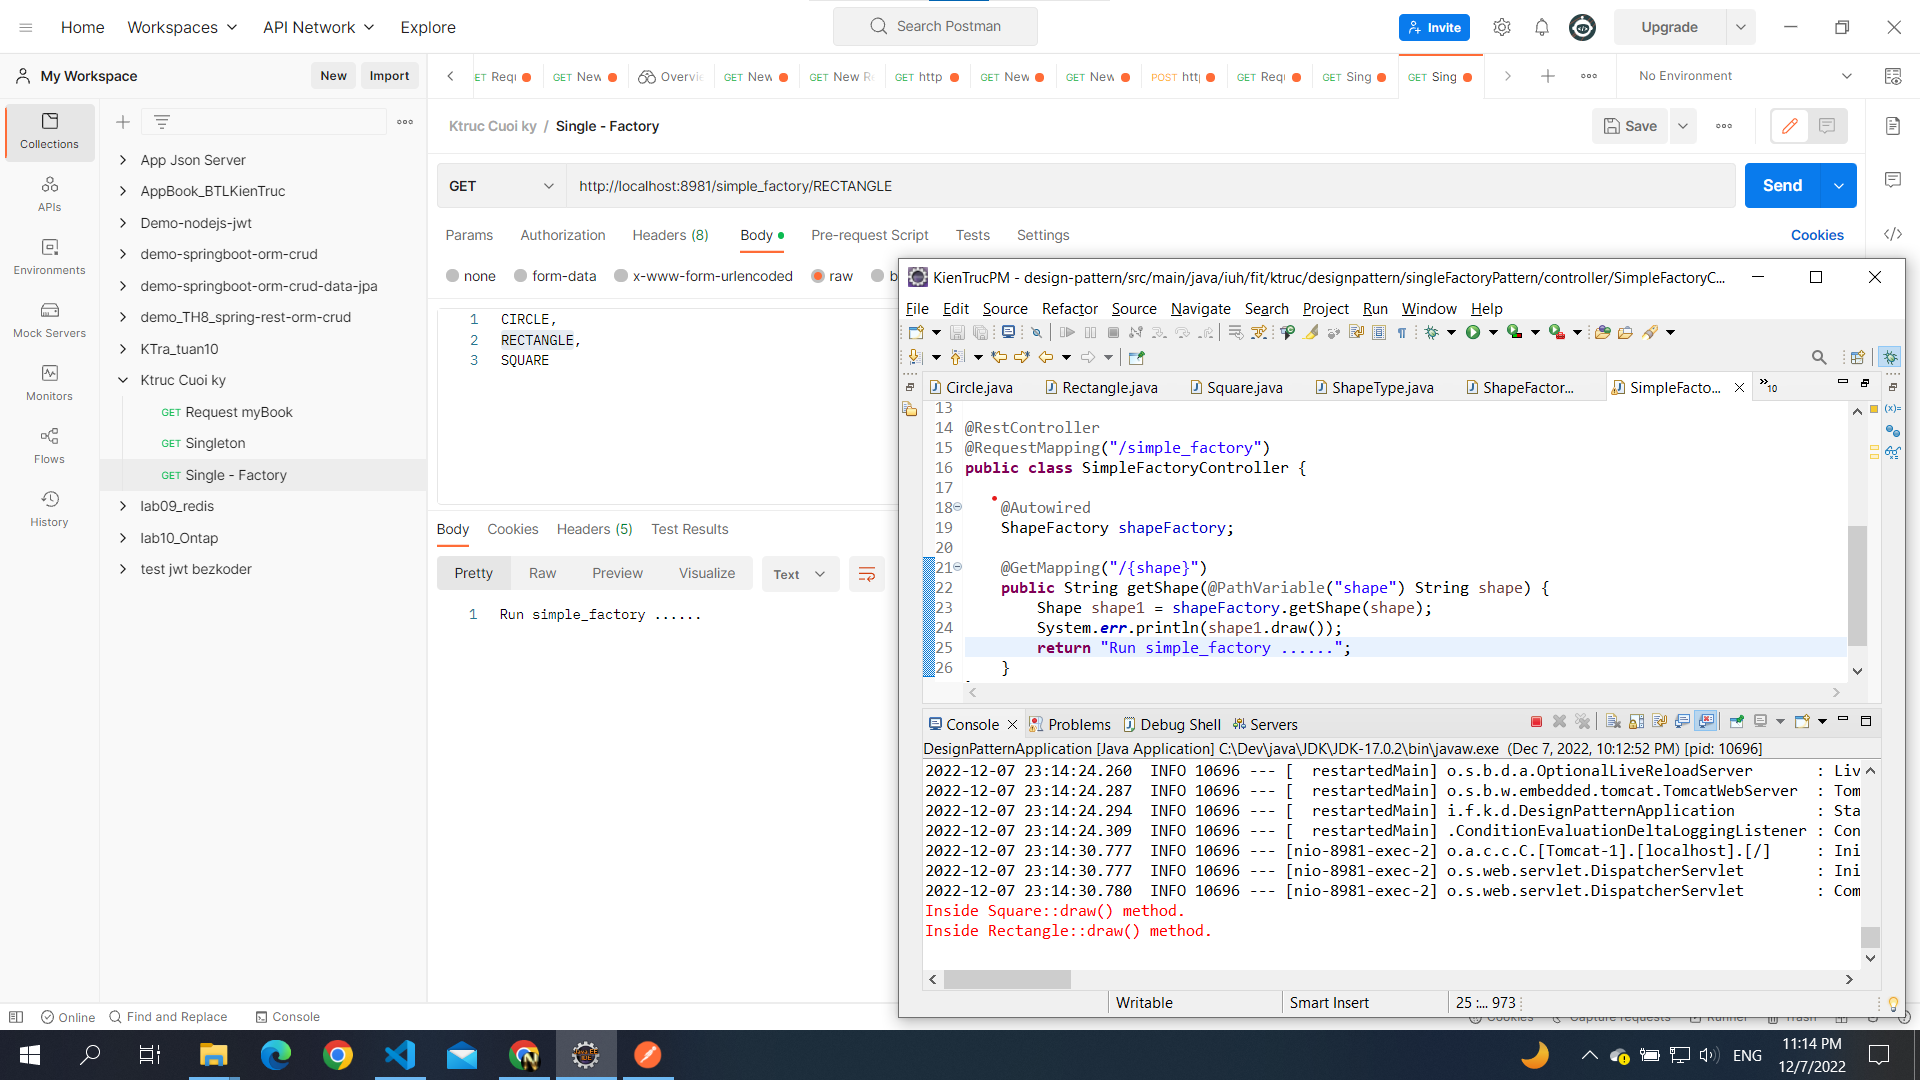 Home
Workspaces
API Network
Explore
Search Postman
Invite
Upgrade
My Workspace
New
Import
GET New
Overvie
GET New
GET New R
GET http
GET New
GET New
POST htt
GET Requ
GET Sing
GET Sing
No Environment
Collections
APIs
Environments
Mock Servers
Monitors
Flows
History
App Json Server
AppBook_BTLKienTruc
Demo-nodejs-jwt
demo-springboot-orm-crud
demo-springboot-orm-crud-data-jpa
demo_TH8_spring-rest-orm-crud
KTra_tuan10
Ktruc Cuoi ky
GET Request myBook
GET Singleton
GET Single - Factory
lab09_redis
lab10_Ontap
test jwt bezkoder
Ktruc Cuoi ky / Single - Factory
Save
GET
http://localhost:8981/simple_factory/RECTANGLE
Send
Params
Authorization
Headers (8)
Body
Pre-request Script
Tests
Settings
Cookies
none
form-data
x-www-form-urlencoded
raw
1 CIRCLE,
2 RECTANGLE,
3 SQUARE
Body
Cookies
Headers (5)
Test Results
Pretty
Raw
Preview
Visualize
Text
1 Run simple_factory ......
KienTrucPM - design-pattern/src/main/java/iuh/fit/ktruc/designpattern/singleFactoryPattern/controller/SimpleFactoryC...
File Edit Source Refactor Source Navigate Search Project Run Window Help
Circle.java
Rectangle.java
Square.java
ShapeType.java
ShapeFactor...
SimpleFacto...
10
13
14 @RestController
15 @RequestMapping("/simple_factory")
16 public class SimpleFactoryController {
17
18 @Autowired
19 ShapeFactory shapeFactory;
20
21 @GetMapping("/{shape}")
22 public String getShape(@PathVariable("shape") String shape) {
23 Shape shape1 = shapeFactory.getShape(shape);
24 System.err.println(shape1.draw());
25 return "Run simple_factory ......";
26 }
Console
Problems
Debug Shell
Servers
DesignPatternApplication [Java Application] C:\Dev\java\JDK\JDK-17.0.2\bin\javaw.exe (Dec 7, 2022, 10:12:52 PM) [pid: 10696]
2022-12-07 23:14:24.260 INFO 10696 --- [ restartedMain] o.s.b.d.a.OptionalLiveReloadServer : Liv
2022-12-07 23:14:24.287 INFO 10696 --- [ restartedMain] o.s.b.w.embedded.tomcat.TomcatWebServer : Tom
2022-12-07 23:14:24.294 INFO 10696 --- [ restartedMain] i.f.k.d.DesignPatternApplication : Sta
2022-12-07 23:14:24.309 INFO 10696 --- [ restartedMain] .ConditionEvaluationDeltaLoggingListener : Con
2022-12-07 23:14:30.777 INFO 10696 --- [nio-8981-exec-2] o.a.c.c.C.[Tomcat-1].[localhost].[/] : Ini
2022-12-07 23:14:30.777 INFO 10696 --- [nio-8981-exec-2] o.s.web.servlet.DispatcherServlet : Ini
2022-12-07 23:14:30.780 INFO 10696 --- [nio-8981-exec-2] o.s.web.servlet.DispatcherServlet : Com
Inside Square::draw() method.
Inside Rectangle::draw() method.
Writable
Smart Insert
25 :... 973
Online
Find and Replace
Console
ENG
11:14 PM
12/7/2022